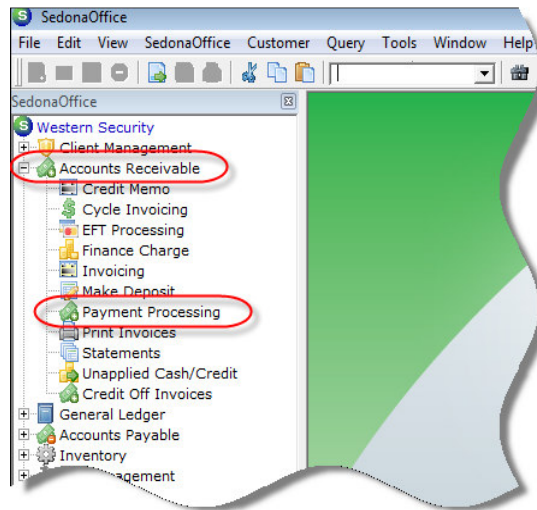 SedonaOffice
File Edit View SedonaOffice Customer Query Tools Window Help
SedonaOffice
Western Security
Client Management
Accounts Receivable
Credit Memo
Cycle Invoicing
EFT Processing
Finance Charge
Invoicing
Make Deposit
Payment Processing
Print Invoices
Statements
Unapplied Cash/Credit
Credit Off Invoices
General Ledger
Accounts Payable
Inventory